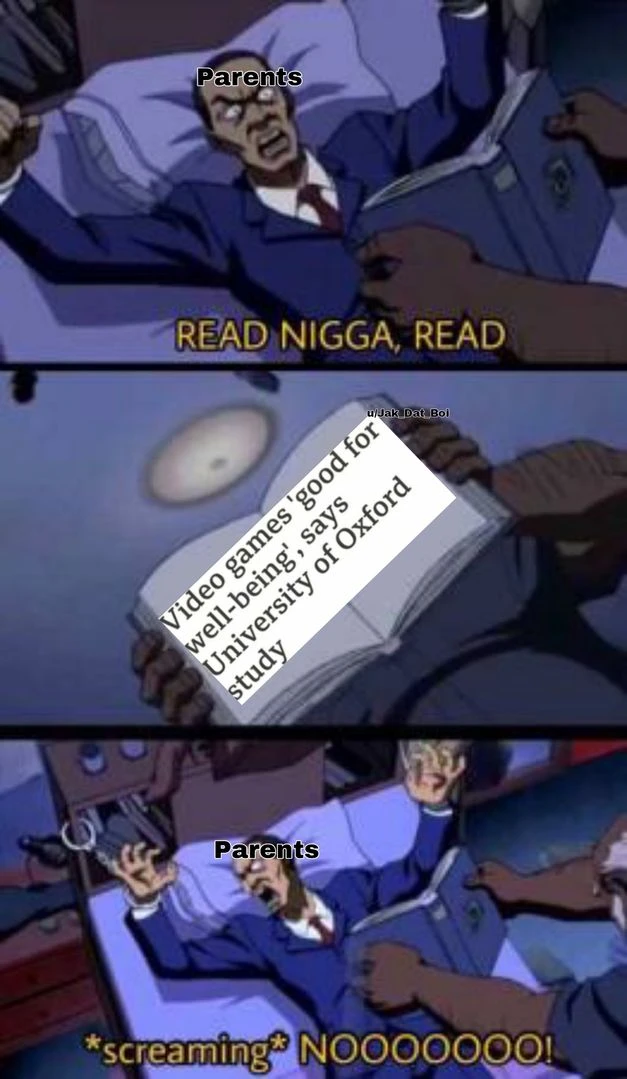 Parents
READ NIGGA, READ
u/Jak_Dat_Boi
Video games 'good for
well-being', says
University of Oxford
study
Parents
*screaming* NOOOOOOO!